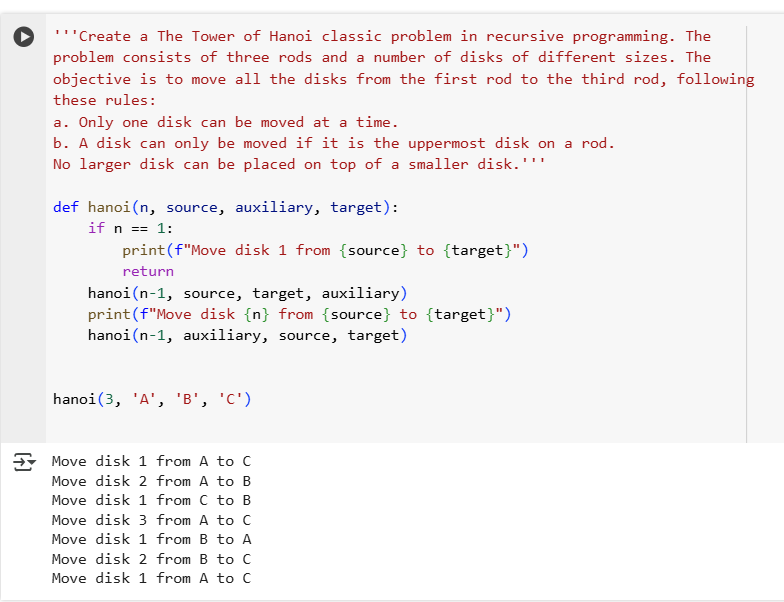 '''Create a The Tower of Hanoi classic problem in recursive programming. The
problem consists of three rods and a number of disks of different sizes. The
objective is to move all the disks from the first rod to the third rod, following
these rules:
a. Only one disk can be moved at a time.
b. A disk can only be moved if it is the uppermost disk on a rod.
No larger disk can be placed on top of a smaller disk.'''

def hanoi(n, source, auxiliary, target):
    if n == 1:
        print(f"Move disk 1 from {source} to {target}")
        return
    hanoi(n-1, source, target, auxiliary)
    print(f"Move disk {n} from {source} to {target}")
    hanoi(n-1, auxiliary, source, target)

hanoi(3, 'A', 'B', 'C')

Move disk 1 from A to C
Move disk 2 from A to B
Move disk 1 from C to B
Move disk 3 from A to C
Move disk 1 from B to A
Move disk 2 from B to C
Move disk 1 from A to C